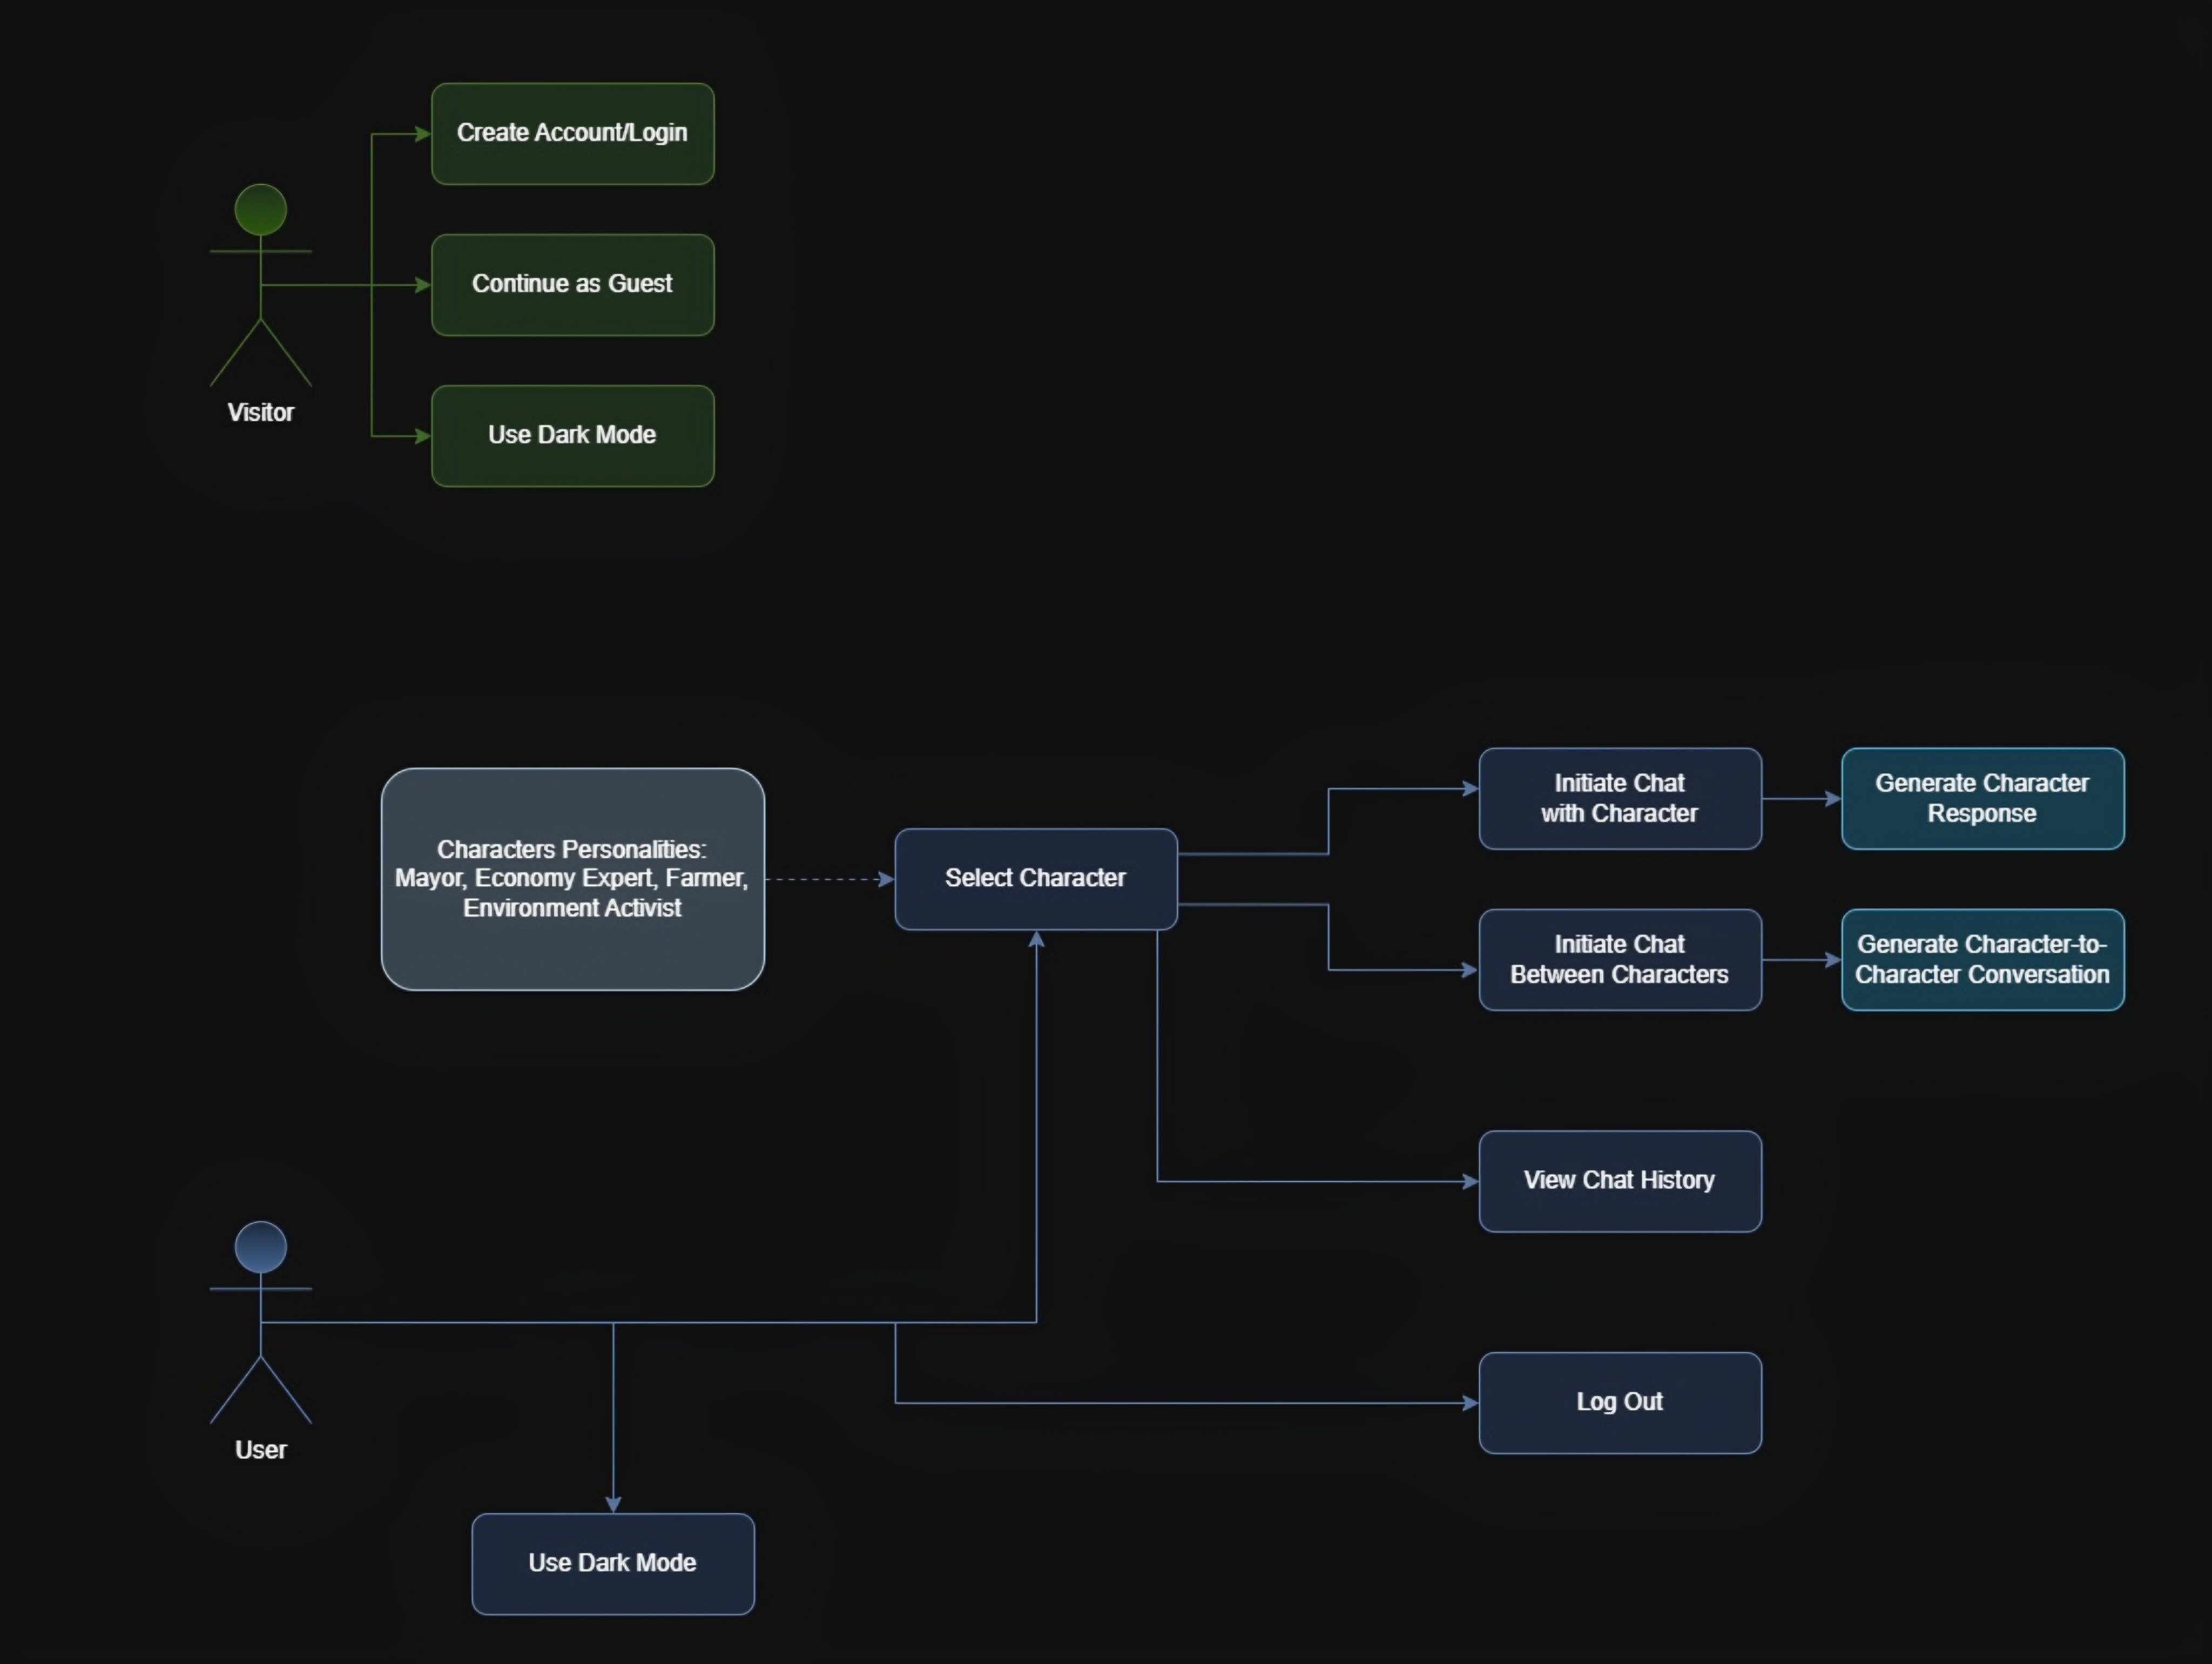 Create Account/Login
Continue as Guest
Visitor
Use Dark Mode
Characters Personalities:
Mayor, Economy Expert, Farmer,
Environment Activist
Select Character
Initiate Chat
with Character
Generate Character
Response
Initiate Chat
Between Characters
Generate Character-to-
Character Conversation
View Chat History
User
Log Out
Use Dark Mode